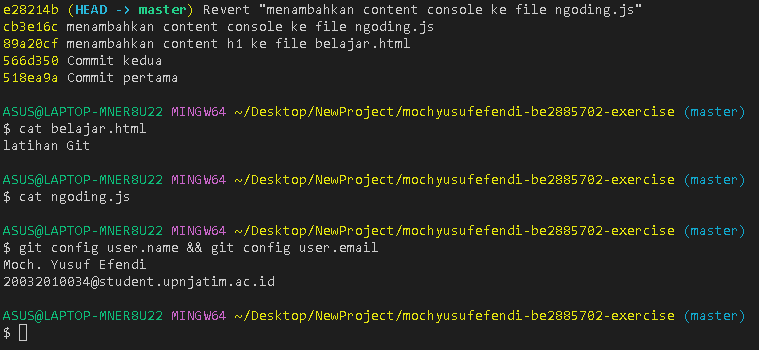 e28214b (HEAD -> master) Revert "menambahkan content console ke file ngoding.js"
cb3e16c menambahkan content console ke file ngoding.js
89a20cf menambahkan content h1 ke file belajar.html
566d350 Commit kedua
518ea9a Commit pertama
ASUS@LAPTOP-MNER8U22 MINGW64 ~/Desktop/NewProject/mochyusufefendi-be2885702-exercise (master)
$ cat belajar.html
latihan Git
ASUS@LAPTOP-MNER8U22 MINGW64 ~/Desktop/NewProject/mochyusufefendi-be2885702-exercise (master)
$ cat ngoding.js
ASUS@LAPTOP-MNER8U22 MINGW64 ~/Desktop/NewProject/mochyusufefendi-be2885702-exercise (master)
$ git config user.name && git config user.email
Moch. Yusuf Efendi
20032010034@student.upnjatim.ac.id
ASUS@LAPTOP-MNER8U22 MINGW64 ~/Desktop/NewProject/mochyusufefendi-be2885702-exercise (master)
$